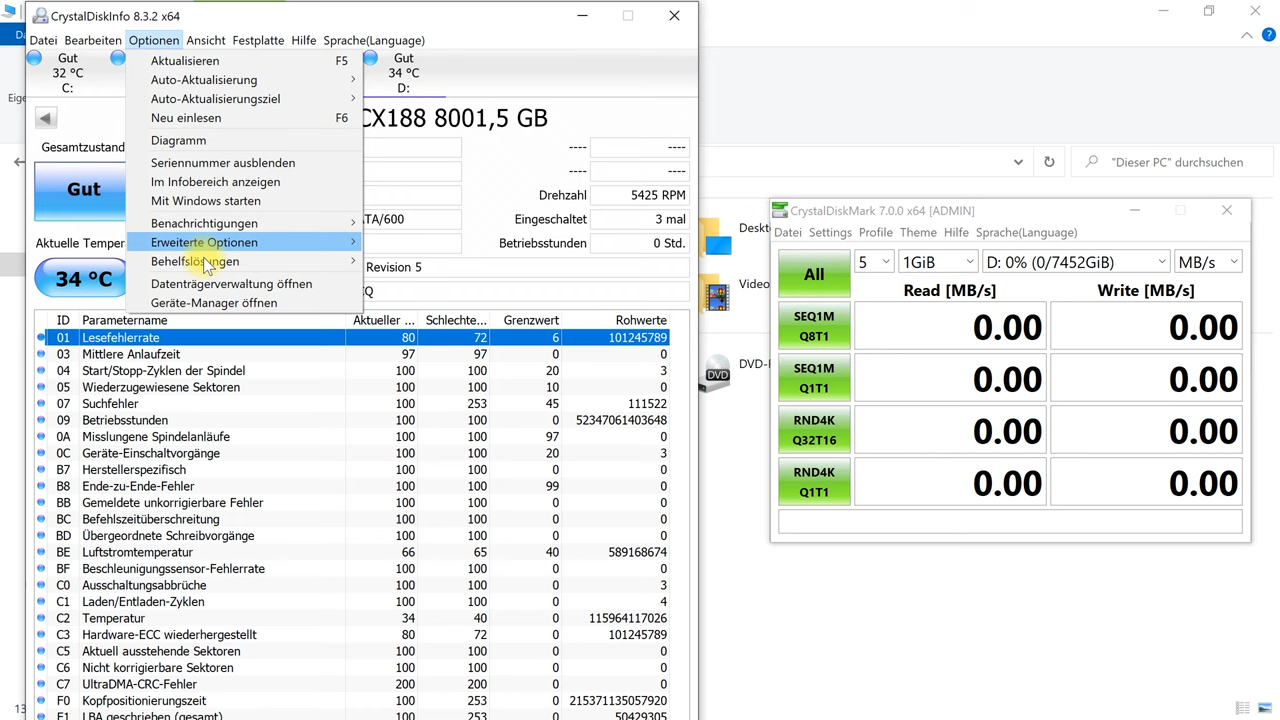 CrystalDiskInfo 8.3.2 x64
Datei Bearbeiten Optionen Ansicht Festplatte Hilfe Sprache(Language)
Gut Gut
32 °C 34 °C
C: D:
Aktualisieren F5
Auto-Aktualisierung
Auto-Aktualisierungsziel
Neu einlesen F6
Diagramm
Seriennummer ausblenden
Im Infobereich anzeigen
Mit Windows starten
Benachrichtigungen
Erweiterte Optionen
Behelfslösungen
Datenträgerverwaltung öffnen
Geräte-Manager öffnen
CX188 8001,5 GB
Gesamtzustand
Gut
Aktuelle Temper
34 °C
---- ----
---- ----
Drehzahl 5425 RPM
ATA/600 Eingeschaltet 3 mal
Betriebsstunden 0 Std.
Revision 5
ID Parametername Aktueller ... Schlechte... Grenzwert Rohwerte
01 Lesefehlerrate 80 72 6 101245789
03 Mittlere Anlaufzeit 97 97 0 0
04 Start/Stopp-Zyklen der Spindel 100 100 20 3
05 Wiederzugewiesene Sektoren 100 100 10 0
07 Suchfehler 100 253 45 111522
09 Betriebsstunden 100 100 0 52347061403648
0A Misslungene Spindelanläufe 100 100 97 0
0C Geräte-Einschaltvorgänge 100 100 20 3
B7 Herstellerspezifisch 100 100 0 0
B8 Ende-zu-Ende-Fehler 100 100 99 0
BB Gemeldete unkorrigierbare Fehler 100 100 0 0
BC Befehlszeitüberschreitung 100 100 0 0
BD Übergeordnete Schreibvorgänge 100 100 0 0
BE Luftstromtemperatur 66 65 40 589168674
BF Beschleunigungssensor-Fehlerrate 100 100 0 0
C0 Ausschaltungsabbrüche 100 100 0 3
C1 Laden/Entladen-Zyklen 100 100 0 4
C2 Temperatur 34 40 0 115964117026
C3 Hardware-ECC wiederhergestellt 80 72 0 101245789
C5 Aktuell ausstehende Sektoren 100 100 0 0
C6 Nicht korrigierbare Sektoren 100 100 0 0
C7 UltraDMA-CRC-Fehler 200 200 0 0
F0 Kopfpositionierungszeit 100 253 0 215371135057920
F1 LBA geschrieben (gesamt) 100 253 0 50429305
"Dieser PC" durchsuchen
Deskt
Video
DVD
DVD-
CrystalDiskMark 7.0.0 x64 [ADMIN]
Datei Settings Profile Theme Hilfe Sprache(Language)
All 5 1GiB D: 0% (0/7452GiB) MB/s
Read [MB/s] Write [MB/s]
SEQ1M
Q8T1 0.00 0.00
SEQ1M
Q1T1 0.00 0.00
RND4K
Q32T16 0.00 0.00
RND4K
Q1T1 0.00 0.00